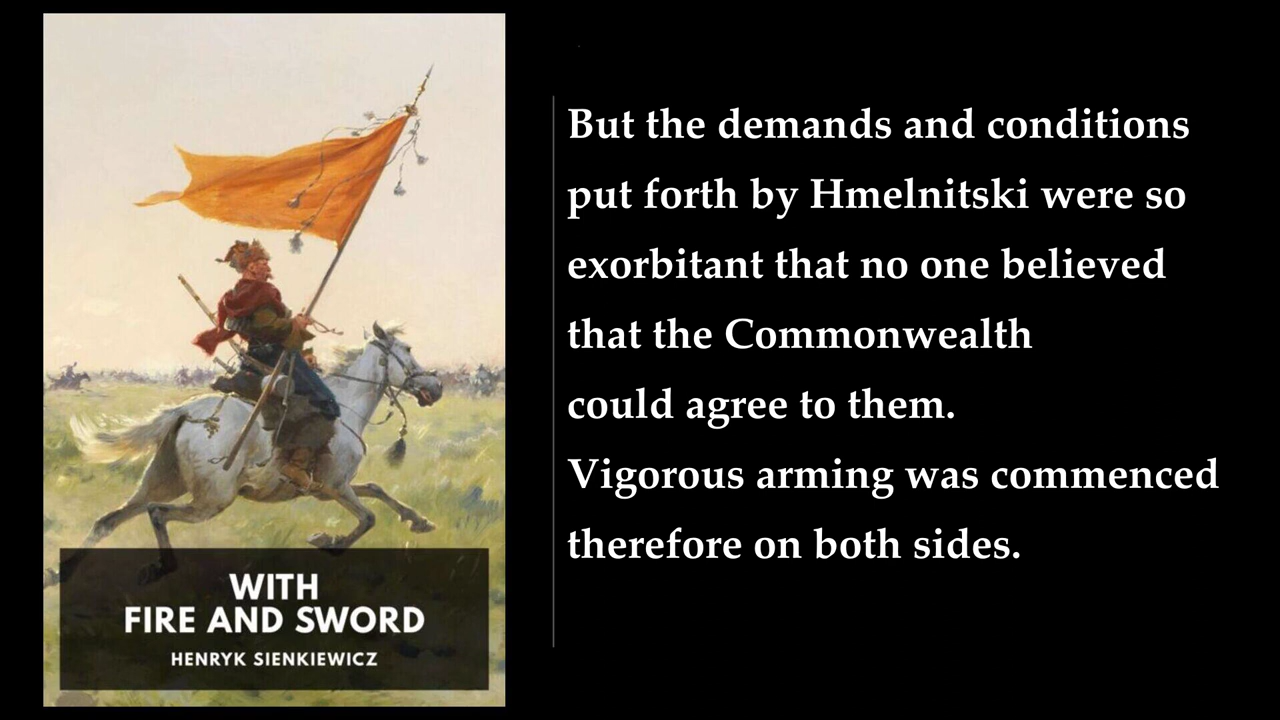 WITH
FIRE AND SWORD
HENRYK SIENKIEWICZ
But the demands and conditions
put forth by Hmelnitski were so
exorbitant that no one believed
that the Commonwealth
could agree to them.
Vigorous arming was commenced
therefore on both sides.